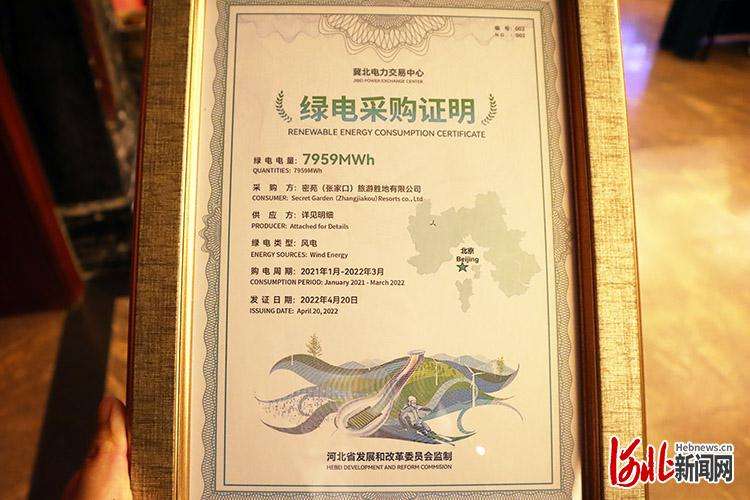 编 号 : 002
N O. : 002
冀北电力交易中心
JIBEI POWER EXCHANGE CENTER
绿电采购证明
RENEWABLE ENERGY CONSUMPTION CERTIFICATE
绿电电量: 7959MWh
QUANTITIES: 7959MWh
采 购 方: 密苑（张家口）旅游胜地有限公司
CONSUMER: Secret Garden (Zhangjiakou) Resorts co., Ltd
供 应 方: 详见明细
PRODUCER: Attached for Details
绿电类型: 风电
ENERGY SOURCES: Wind Energy
购电周期: 2021年1月-2022年3月
CONSUMPTION PERIOD: January 2021 - March 2022
发证日期: 2022年4月20日
ISSUING DATE: April 20, 2022
北京
Beijing
河北省发展和改革委员会监制
HEBEI DEVELOPMENT AND REFORM COMMISSION
Hebnews.cn
河北新闻网